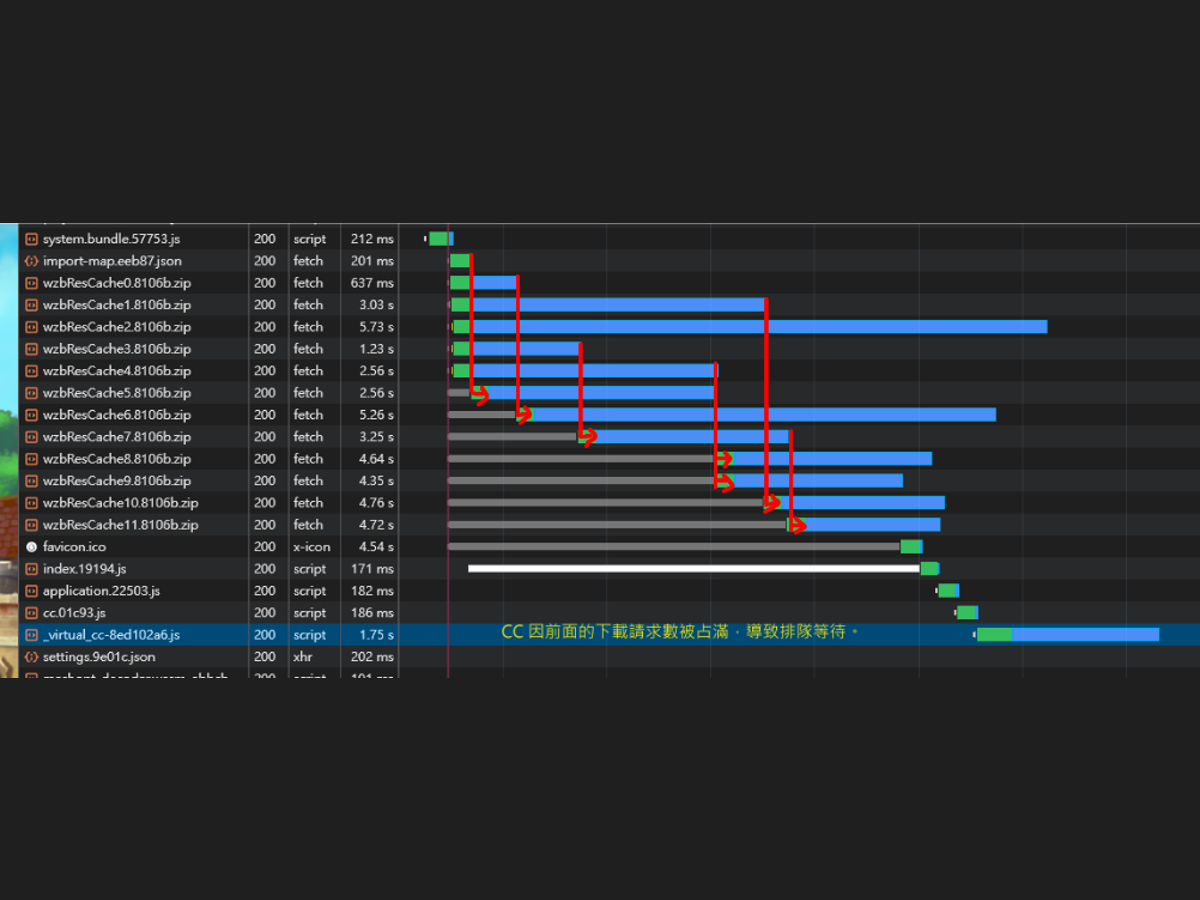 system.bundle.57753.js 200 script 212 ms
import-map.eeb87.json 200 fetch 201 ms
wzbResCache0.8106b.zip 200 fetch 637 ms
wzbResCache1.8106b.zip 200 fetch 3.03 s
wzbResCache2.8106b.zip 200 fetch 5.73 s
wzbResCache3.8106b.zip 200 fetch 1.23 s
wzbResCache4.8106b.zip 200 fetch 2.56 s
wzbResCache5.8106b.zip 200 fetch 2.56 s
wzbResCache6.8106b.zip 200 fetch 5.26 s
wzbResCache7.8106b.zip 200 fetch 3.25 s
wzbResCache8.8106b.zip 200 fetch 4.64 s
wzbResCache9.8106b.zip 200 fetch 4.35 s
wzbResCache10.8106b.zip 200 fetch 4.76 s
wzbResCache11.8106b.zip 200 fetch 4.72 s
favicon.ico 200 x-icon 4.54 s
index.19194.js 200 script 171 ms
application.22503.js 200 script 182 ms
cc.01c93.js 200 script 186 ms
_virtual_cc-8ed102a6.js 200 script 1.75 s CC 因前面的下載請求數被占滿，導致排隊等待。
settings.9e01c.json 200 xhr 202 ms